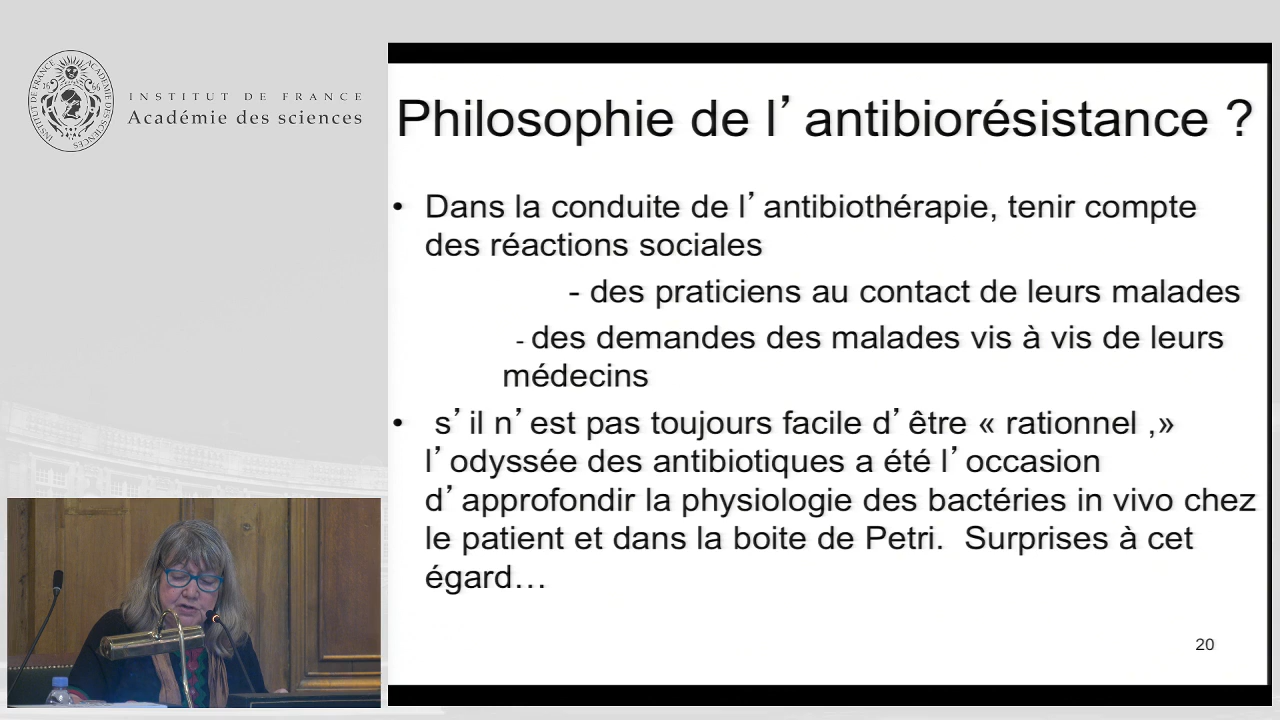 INSTITUT DE FRANCE
Académie des sciences
Philosophie de l’antibiorésistance ?
• Dans la conduite de l’antibiothérapie, tenir compte
des réactions sociales
- des praticiens au contact de leurs malades
- des demandes des malades vis à vis de leurs
médecins
• s’il n’est pas toujours facile d’être « rationnel ,»
l’odyssée des antibiotiques a été l’occasion
d’approfondir la physiologie des bactéries in vivo chez
le patient et dans la boite de Petri. Surprises à cet
égard…
20